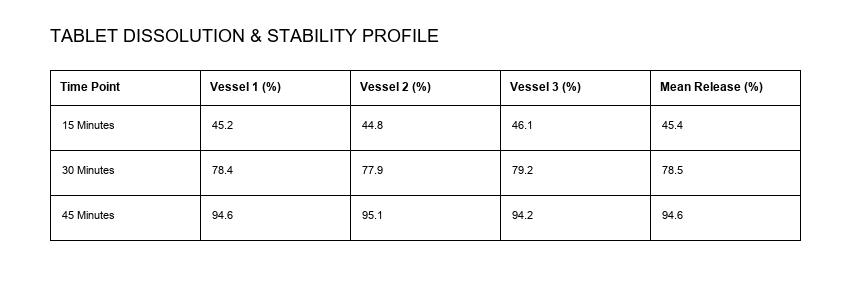 TABLET DISSOLUTION & STABILITY PROFILE
Time Point Vessel 1 (%) Vessel 2 (%) Vessel 3 (%) Mean Release (%)
15 Minutes 45.2 44.8 46.1 45.4
30 Minutes 78.4 77.9 79.2 78.5
45 Minutes 94.6 95.1 94.2 94.6